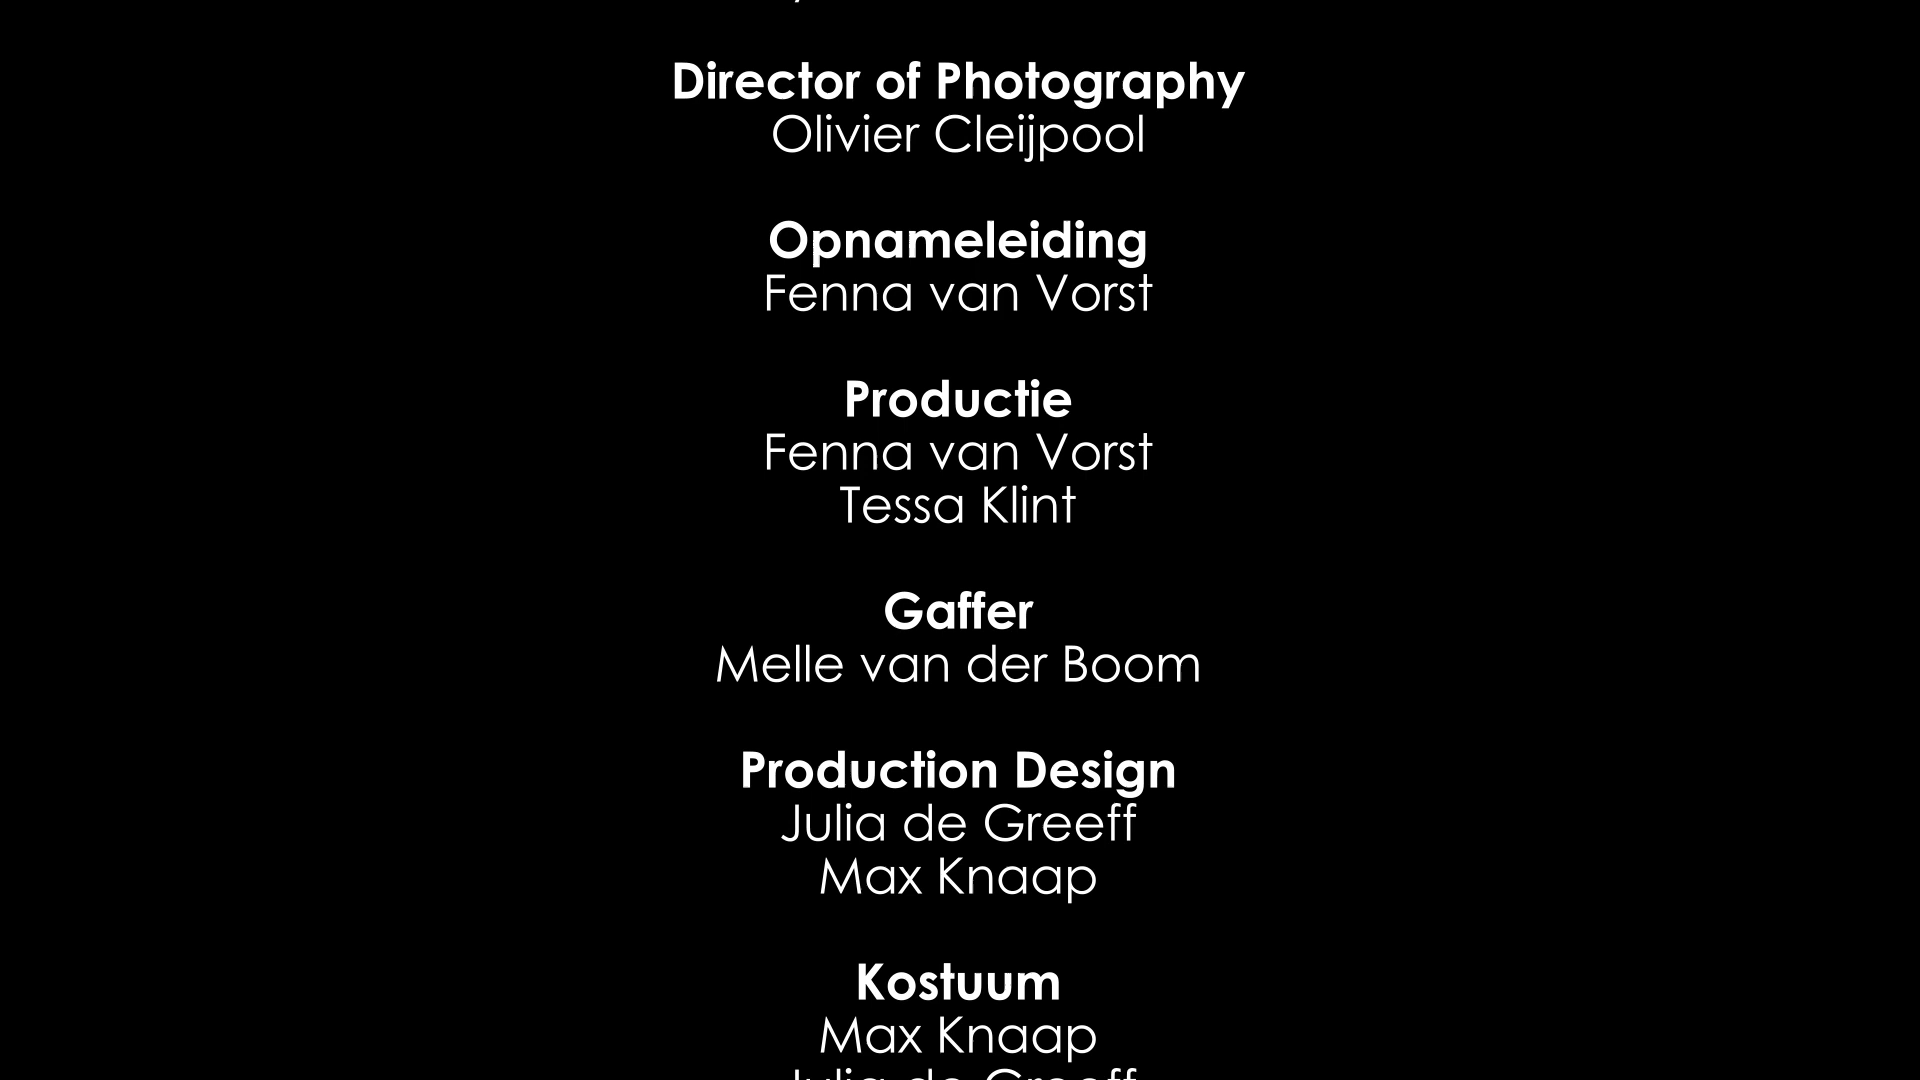 Director of Photography
Olivier Cleijpool
Opnameleiding
Fenna van Vorst
Productie
Fenna van Vorst
Tessa Klint
Gaffer
Melle van der Boom
Production Design
Julia de Greeff
Max Knaap
Kostuum
Max Knaap
Julia de Greeff